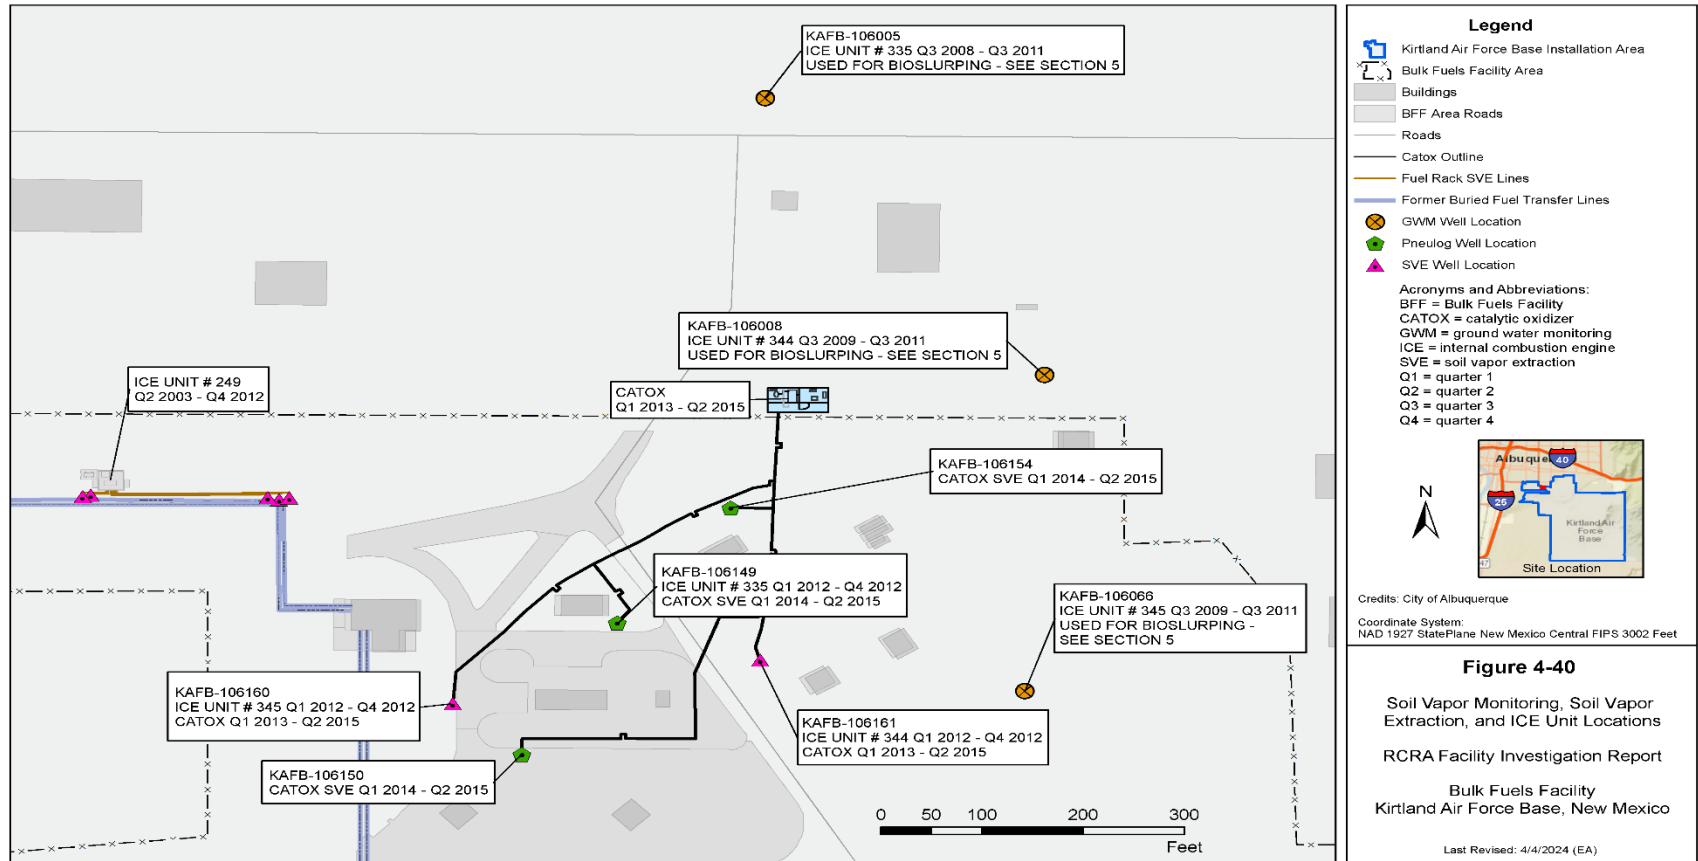 KAFB-106005
ICE UNIT # 335 Q3 2008 - Q3 2011
USED FOR BIOSLURPING - SEE SECTION 5
KAFB-106008
ICE UNIT # 344 Q3 2009 - Q3 2011
USED FOR BIOSLURPING - SEE SECTION 5
ICE UNIT # 249
Q2 2003 - Q4 2012
CATOX
Q1 2013 - Q2 2015
KAFB-106154
CATOX SVE Q1 2014 - Q2 2015
KAFB-106149
ICE UNIT # 335 Q1 2012 - Q4 2012
CATOX SVE Q1 2014 - Q2 2015
KAFB-106066
ICE UNIT # 345 Q3 2009 - Q3 2011
USED FOR BIOSLURPING -
SEE SECTION 5
KAFB-106160
ICE UNIT # 345 Q1 2012 - Q4 2012
CATOX Q1 2013 - Q2 2015
KAFB-106161
ICE UNIT # 344 Q1 2012 - Q4 2012
CATOX Q1 2013 - Q2 2015
KAFB-106150
CATOX SVE Q1 2014 - Q2 2015
0 50 100 200 300
Feet
Legend
Kirtland Air Force Base Installation Area
Bulk Fuels Facility Area
Buildings
BFF Area Roads
Roads
Catox Outline
Fuel Rack SVE Lines
Former Buried Fuel Transfer Lines
GWM Well Location
Pneulog Well Location
SVE Well Location
Acronyms and Abbreviations:
BFF = Bulk Fuels Facility
CATOX = catalytic oxidizer
GWM = ground water monitoring
ICE = internal combustion engine
SVE = soil vapor extraction
Q1 = quarter 1
Q2 = quarter 2
Q3 = quarter 3
Q4 = quarter 4
N
Albuque
40
25
Kirtland Air
Force
Base
47
Site Location
Credits: City of Albuquerque
Coordinate System:
NAD 1927 StatePlane New Mexico Central FIPS 3002 Feet
Figure 4-40
Soil Vapor Monitoring, Soil Vapor
Extraction, and ICE Unit Locations
RCRA Facility Investigation Report
Bulk Fuels Facility
Kirtland Air Force Base, New Mexico
Last Revised: 4/4/2024 (EA)